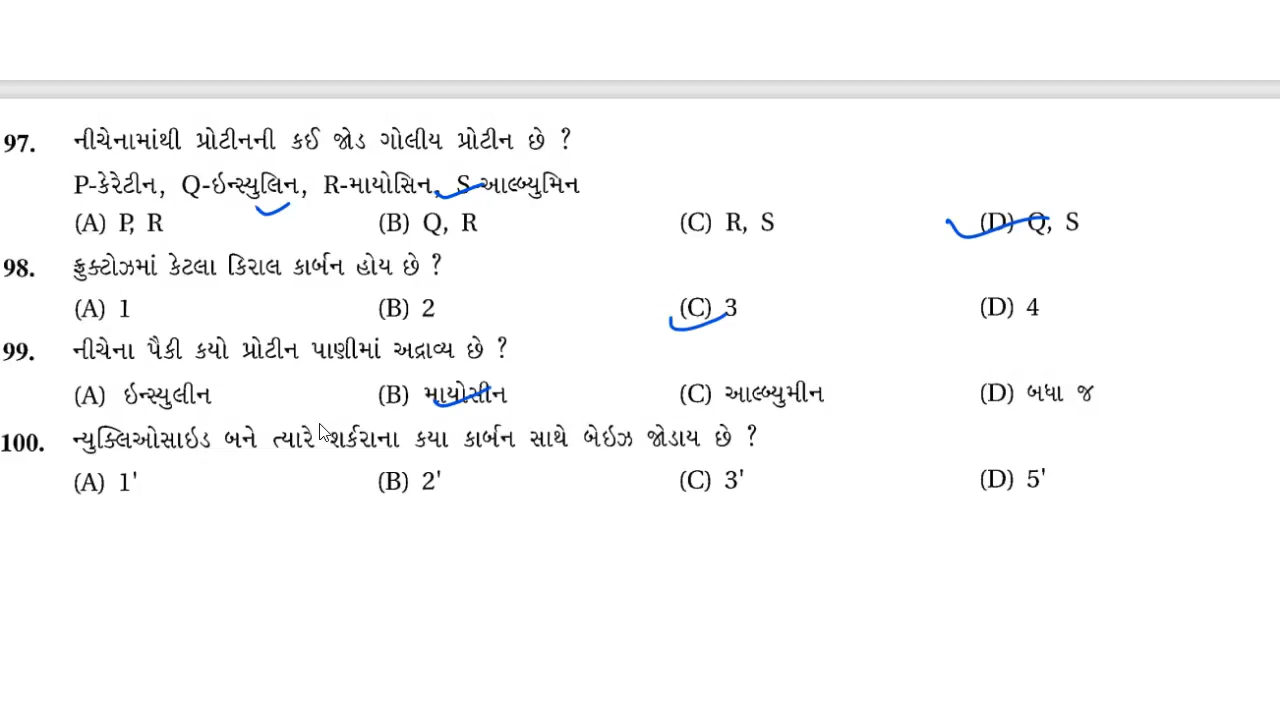 97. નીચેનામાંથી પ્રોટીનની કઈ જોડ ગોલીય પ્રોટીન છે ?
P-કેરેટીન, Q-ઇન્સ્યુલિન, R-માયોસિન, S-આલ્બ્યુમિન
(A) P, R (B) Q, R (C) R, S (D) Q, S
98. ફ્રુક્ટોઝમાં કેટલા કિરાલ કાર્બન હોય છે ?
(A) 1 (B) 2 (C) 3 (D) 4
99. નીચેના પૈકી કયો પ્રોટીન પાણીમાં અદ્રાવ્ય છે ?
(A) ઇન્સ્યુલીન (B) માયોસીન (C) આલ્બ્યુમીન (D) બધા જ
100. ન્યુક્લિઓસાઇડ બને ત્યારે શર્કરાના કયા કાર્બન સાથે બેઇઝ જોડાય છે ?
(A) 1' (B) 2' (C) 3' (D) 5'